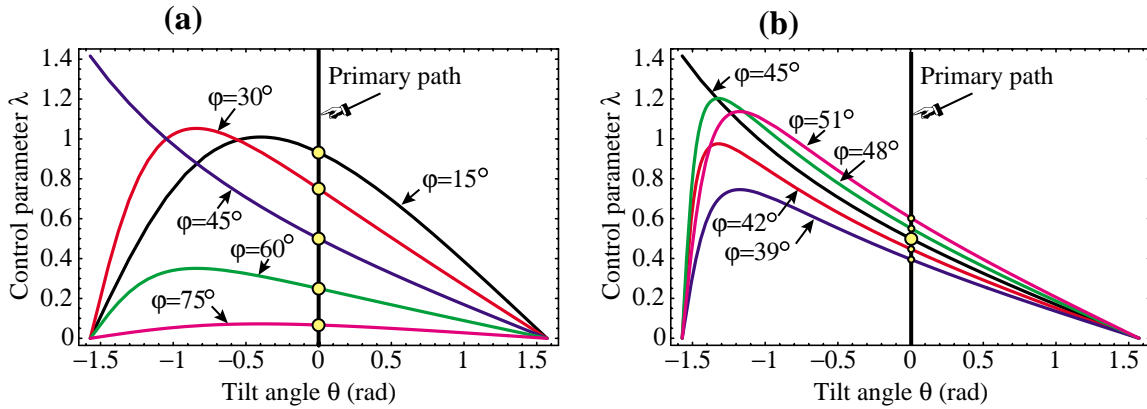 (a)
Control parameter λ
1.4
1.2
1
0.8
0.6
0.4
0.2
0
−1.5
−1
−0.5
0
0.5
1
1.5
Tilt angle θ (rad)
Primary path
φ=30°
φ=15°
φ=45°
φ=60°
φ=75°
(b)
Control parameter λ
1.4
1.2
1
0.8
0.6
0.4
0.2
0
−1.5
−1
−0.5
0
0.5
1
1.5
Tilt angle θ (rad)
Primary path
φ=45°
φ=51°
φ=48°
φ=42°
φ=39°